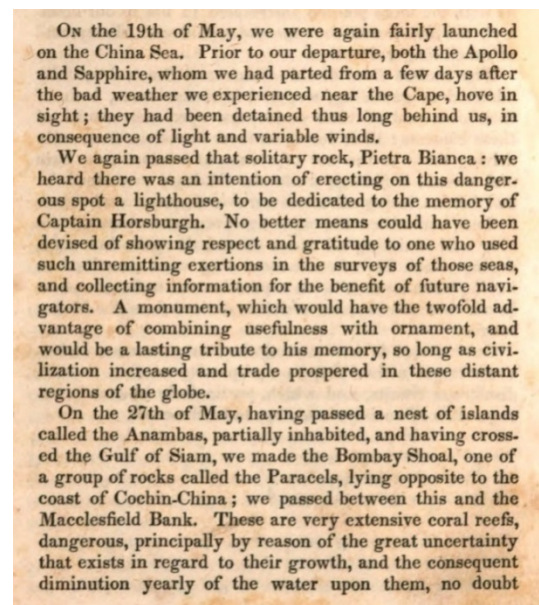 On the 19th of May, we were again fairly launched
on the China Sea. Prior to our departure, both the Apollo
and Sapphire, whom we had parted from a few days after
the bad weather we experienced near the Cape, hove in
sight; they had been detained thus long behind us, in
consequence of light and variable winds.
We again passed that solitary rock, Pietra Bianca: we
heard there was an intention of erecting on this danger-
ous spot a lighthouse, to be dedicated to the memory of
Captain Horsburgh. No better means could have been
devised of showing respect and gratitude to one who used
such unremitting exertions in the surveys of those seas,
and collecting information for the benefit of future navi-
gators. A monument, which would have the twofold ad-
vantage of combining usefulness with ornament, and
would be a lasting tribute to his memory, so long as civi-
lization increased and trade prospered in these distant
regions of the globe.
On the 27th of May, having passed a nest of islands
called the Anambas, partially inhabited, and having cross-
ed the Gulf of Siam, we made the Bombay Shoal, one of
a group of rocks called the Paracels, lying opposite to the
coast of Cochin-China; we passed between this and the
Macclesfield Bank. These are very extensive coral reefs,
dangerous, principally by reason of the great uncertainty
that exists in regard to their growth, and the consequent
diminution yearly of the water upon them, no doubt